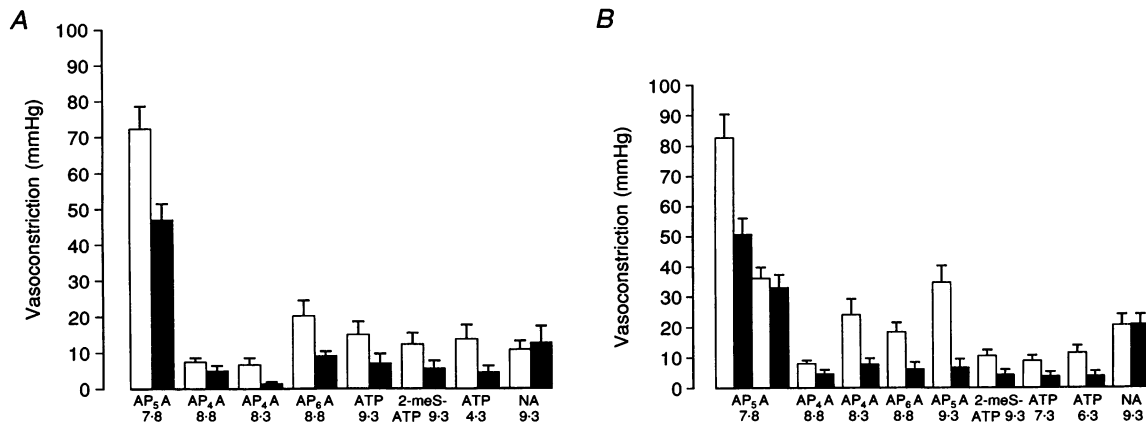 A
Vasoconstriction (mmHg)
100
90
80
70
60
50
40
30
20
10
0
AP₅A AP₄A AP₄A AP₆A ATP 2-meS- ATP NA
7·8 8·8 8·3 8·8 9·3 ATP 9·3 4·3 9·3
B
Vasoconstriction (mmHg)
100
90
80
70
60
50
40
30
20
10
0
AP₅A AP₄A AP₄A AP₆A AP₅A 2-meS- ATP ATP NA
7·8 8·8 8·3 8·8 9·3 ATP 9·3 7·3 6·3 9·3